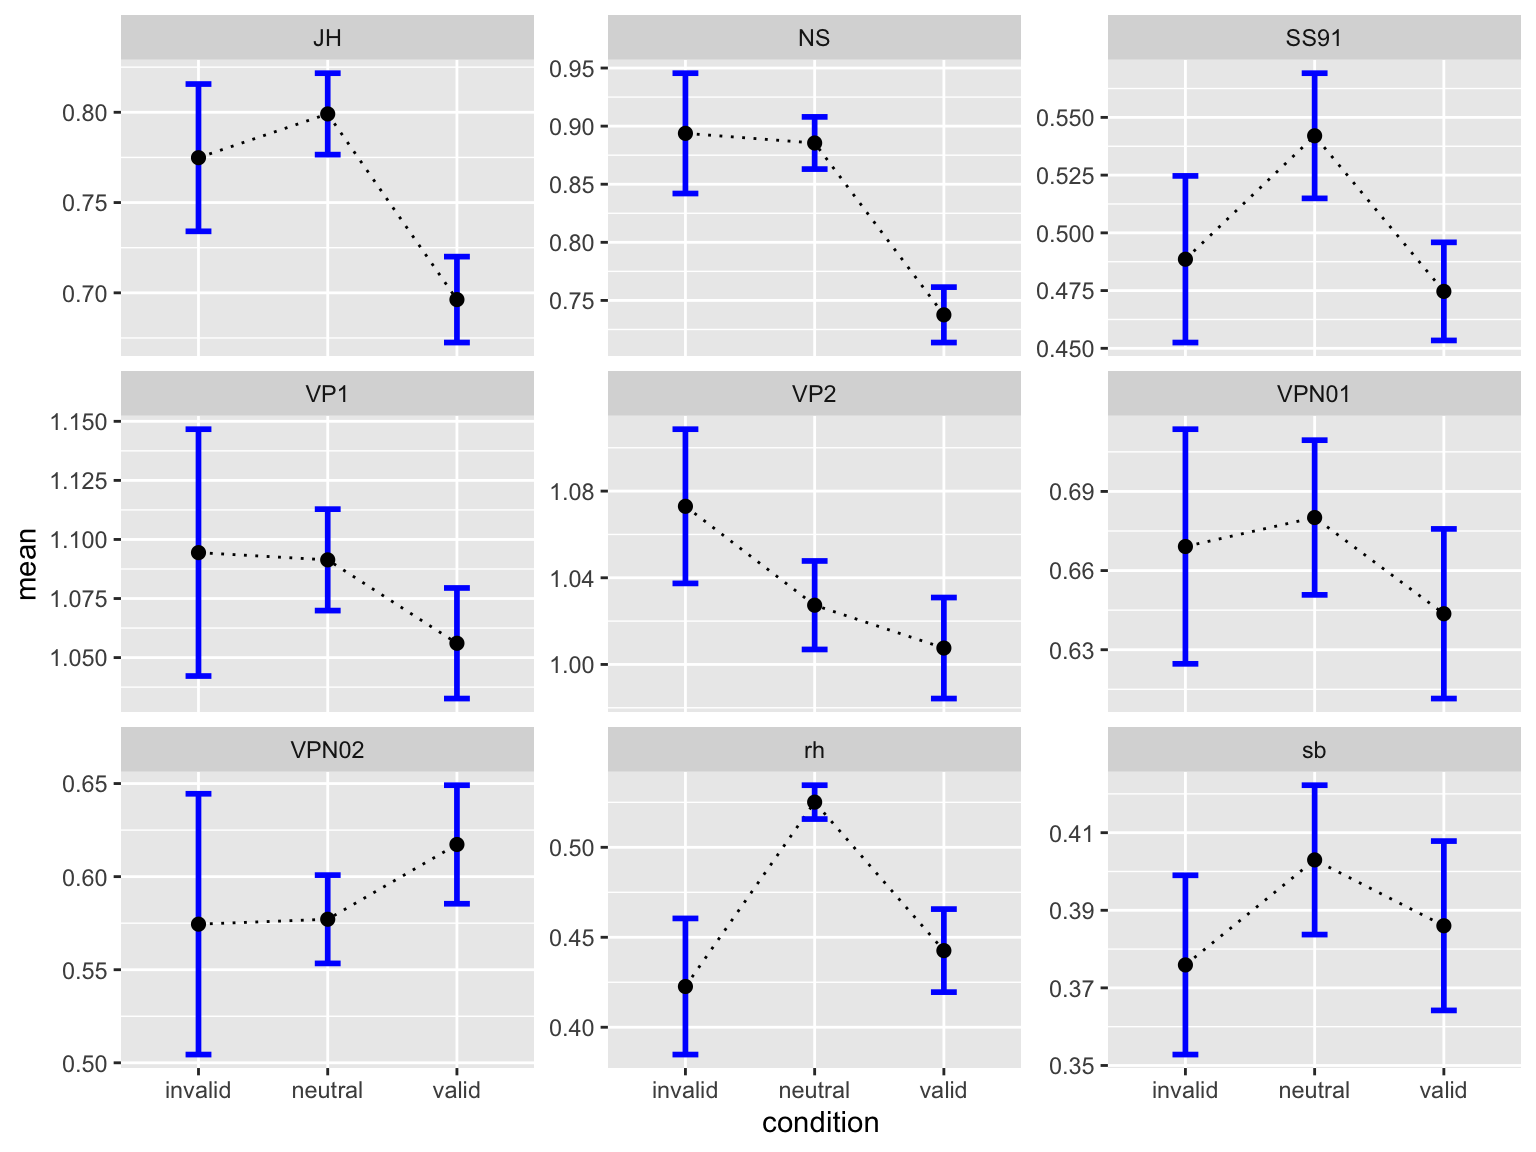 JH
NS
SS91
0.80
0.75
0.70
0.95
0.90
0.85
0.80
0.75
0.550
0.525
0.500
0.475
0.450
VP1
VP2
VPN01
1.150
1.125
1.100
1.075
1.050
1.08
1.04
1.00
0.69
0.66
0.63
mean
VPN02
rh
sb
0.65
0.60
0.55
0.50
0.50
0.45
0.40
0.41
0.39
0.37
0.35
invalid neutral valid
invalid neutral valid
invalid neutral valid
condition